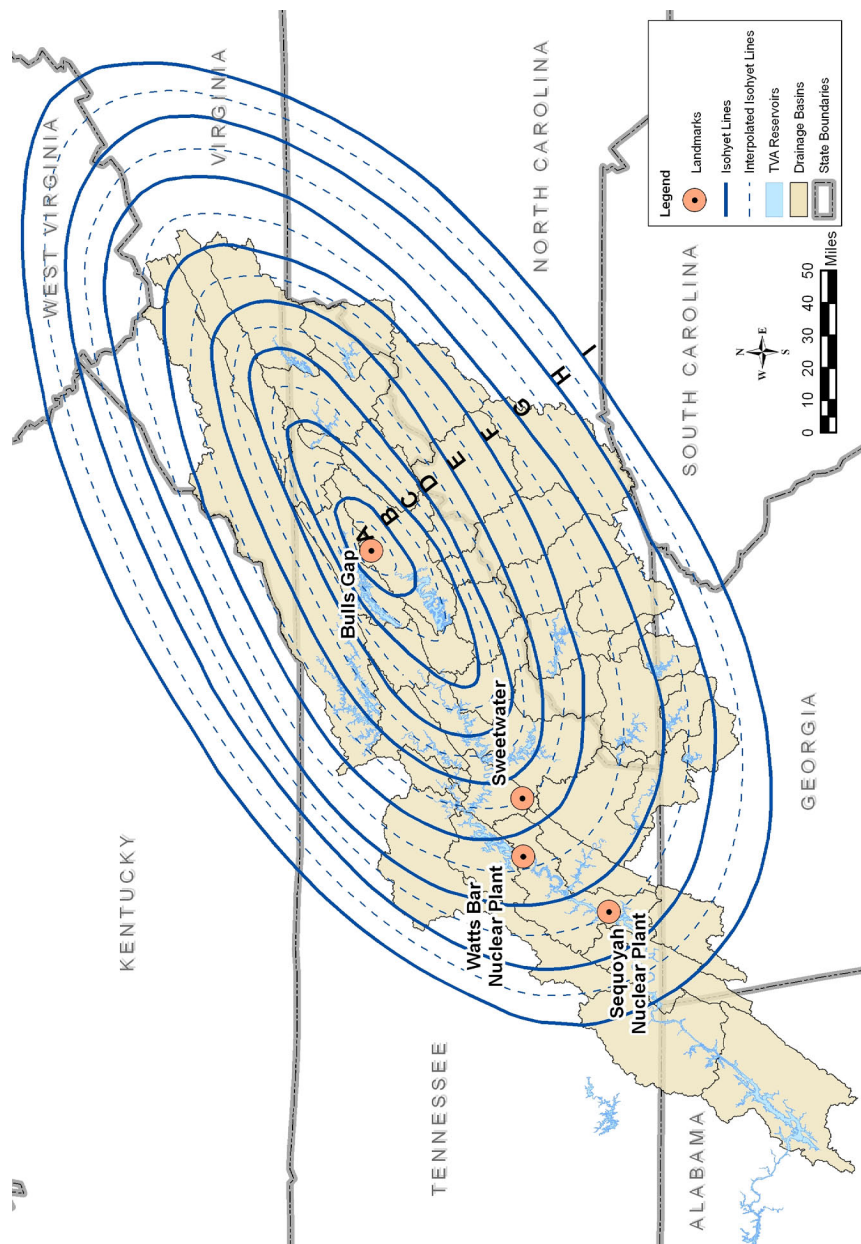 WEST VIRGINIA
VIRGINIA
KENTUCKY
NORTH CAROLINA
TENNESSEE
SOUTH CAROLINA
GEORGIA
ALABAMA
Bulls Gap
Sweetwater
Watts Bar
Nuclear Plant
Sequoyah
Nuclear Plant
A
B
C
D
E
F
G
H
I
N
W
E
S
0 10 20 30 40 50
Miles
Legend
Landmarks
Isohyet Lines
Interpolated Isohyet Lines
TVA Reservoirs
Drainage Basins
State Boundaries